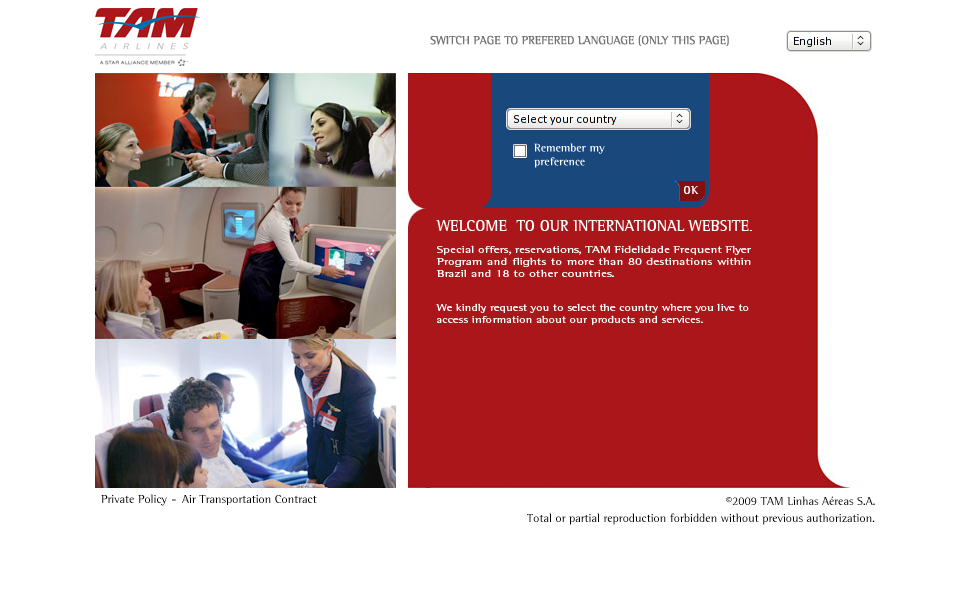 TAM
AIRLINES
A STAR ALLIANCE MEMBER
SWITCH PAGE TO PREFERED LANGUAGE (ONLY THIS PAGE)
English
Select your country
Remember my
preference
OK
WELCOME TO OUR INTERNATIONAL WEBSITE.
Special offers, reservations, TAM Fidelidade Frequent Flyer
Program and flights to more than 80 destinations within
Brazil and 18 to other countries.
We kindly request you to select the country where you live to
access information about our products and services.
Private Policy - Air Transportation Contract
©2009 TAM Linhas Aéreas S.A.
Total or partial reproduction forbidden without previous authorization.